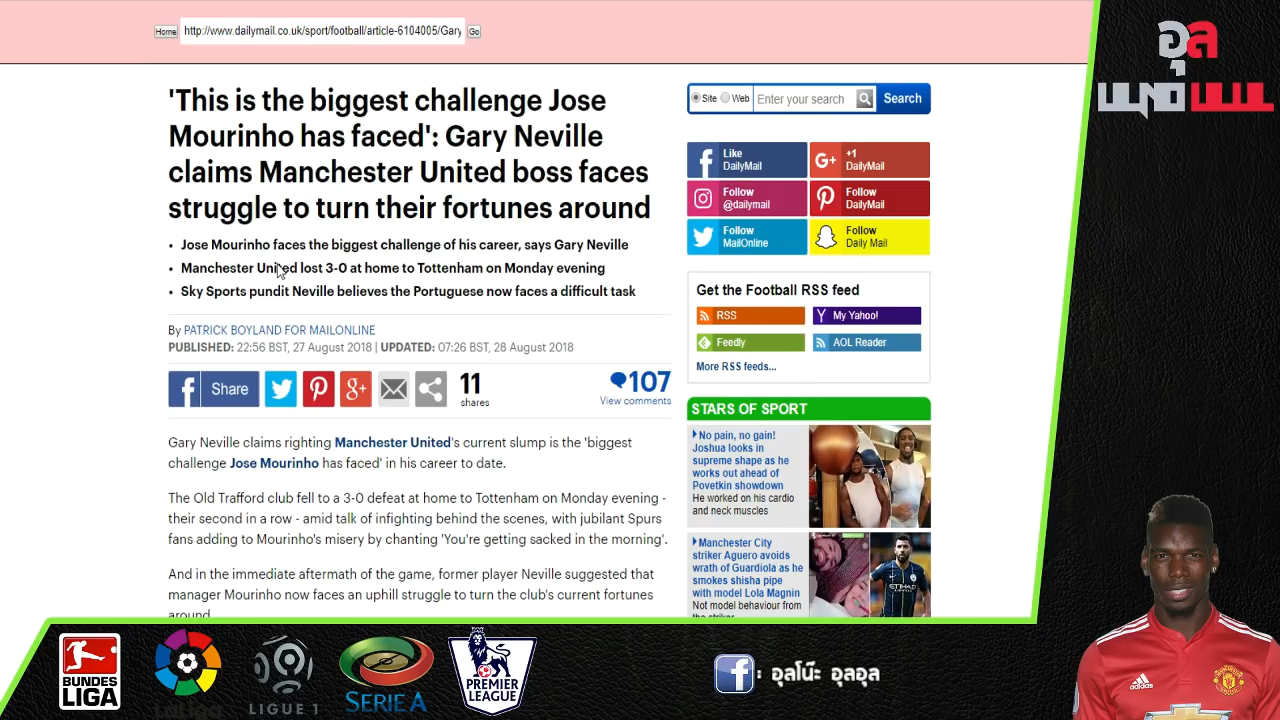 Home
http://www.dailymail.co.uk/sport/football/article-6104005/Gary
Go
'This is the biggest challenge Jose
Mourinho has faced': Gary Neville
claims Manchester United boss faces
struggle to turn their fortunes around
• Jose Mourinho faces the biggest challenge of his career, says Gary Neville
• Manchester United lost 3-0 at home to Tottenham on Monday evening
• Sky Sports pundit Neville believes the Portuguese now faces a difficult task
By PATRICK BOYLAND FOR MAILONLINE
PUBLISHED: 22:56 BST, 27 August 2018 | UPDATED: 07:26 BST, 28 August 2018
Share
11
shares
107
View comments
Gary Neville claims righting Manchester United's current slump is the 'biggest
challenge Jose Mourinho has faced' in his career to date.
The Old Trafford club fell to a 3-0 defeat at home to Tottenham on Monday evening -
their second in a row - amid talk of infighting behind the scenes, with jubilant Spurs
fans adding to Mourinho's misery by chanting 'You're getting sacked in the morning'.
And in the immediate aftermath of the game, former player Neville suggested that
manager Mourinho now faces an uphill struggle to turn the club's current fortunes
around.
Site
Web
Enter your search
Search
Like
DailyMail
+1
DailyMail
Follow
@dailymail
Follow
DailyMail
Follow
MailOnline
Follow
Daily Mail
Get the Football RSS feed
RSS
My Yahoo!
Feedly
AOL Reader
More RSS feeds...
STARS OF SPORT
No pain, no gain!
Joshua looks in
supreme shape as he
works out ahead of
Povetkin showdown
He worked on his cardio
and neck muscles
Manchester City
striker Aguero avoids
wrath of Guardiola as he
smokes shisha pipe
with model Lola Magnin
Not model behaviour from
the striker
อุล
BUNDES
LIGA
LaLiga
LIGUE 1
SERIE A
PREMIER
LEAGUE
: อุลโน๊ะ อุลอุล
adidas